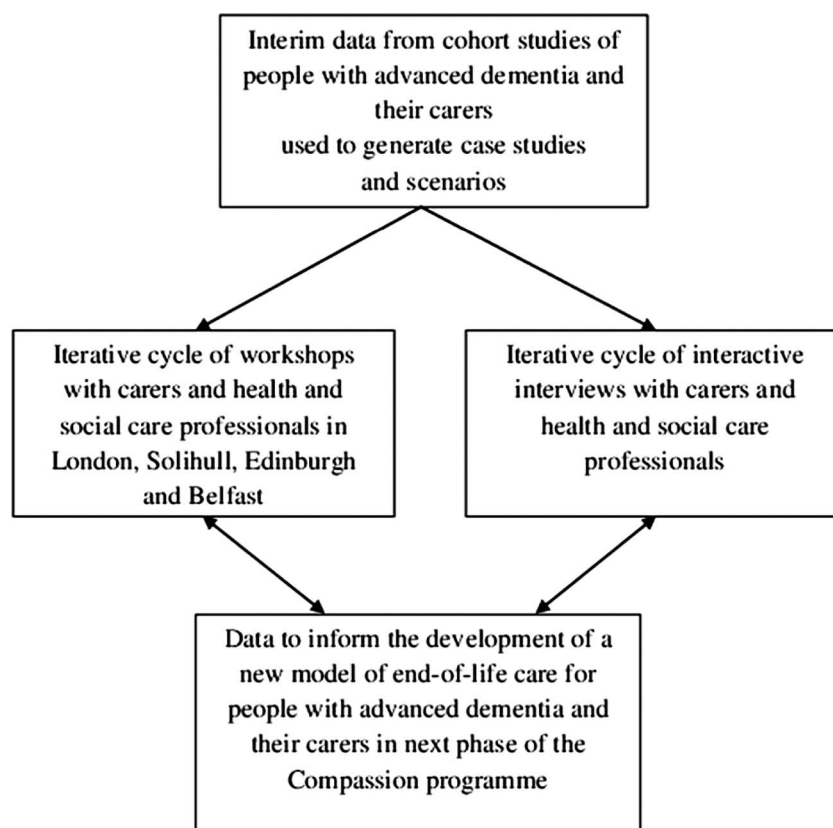 Interim data from cohort studies of
people with advanced dementia and
their carers
used to generate case studies
and scenarios
Iterative cycle of workshops
with carers and health and
social care professionals in
London, Solihull, Edinburgh
and Belfast
Iterative cycle of interactive
interviews with carers and
health and social care
professionals
Data to inform the development of a
new model of end-of-life care for
people with advanced dementia and
their carers in next phase of the
Compassion programme